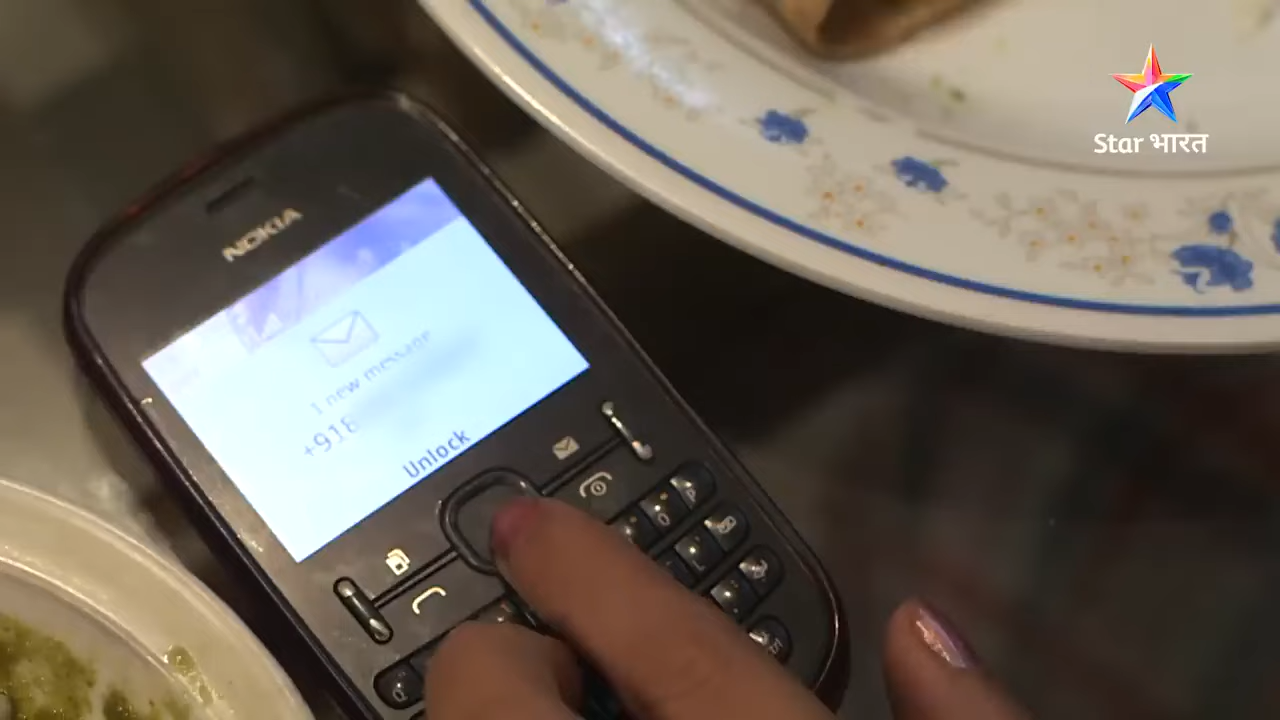 Star भारत
NOKIA
1 new message
+918
Unlock